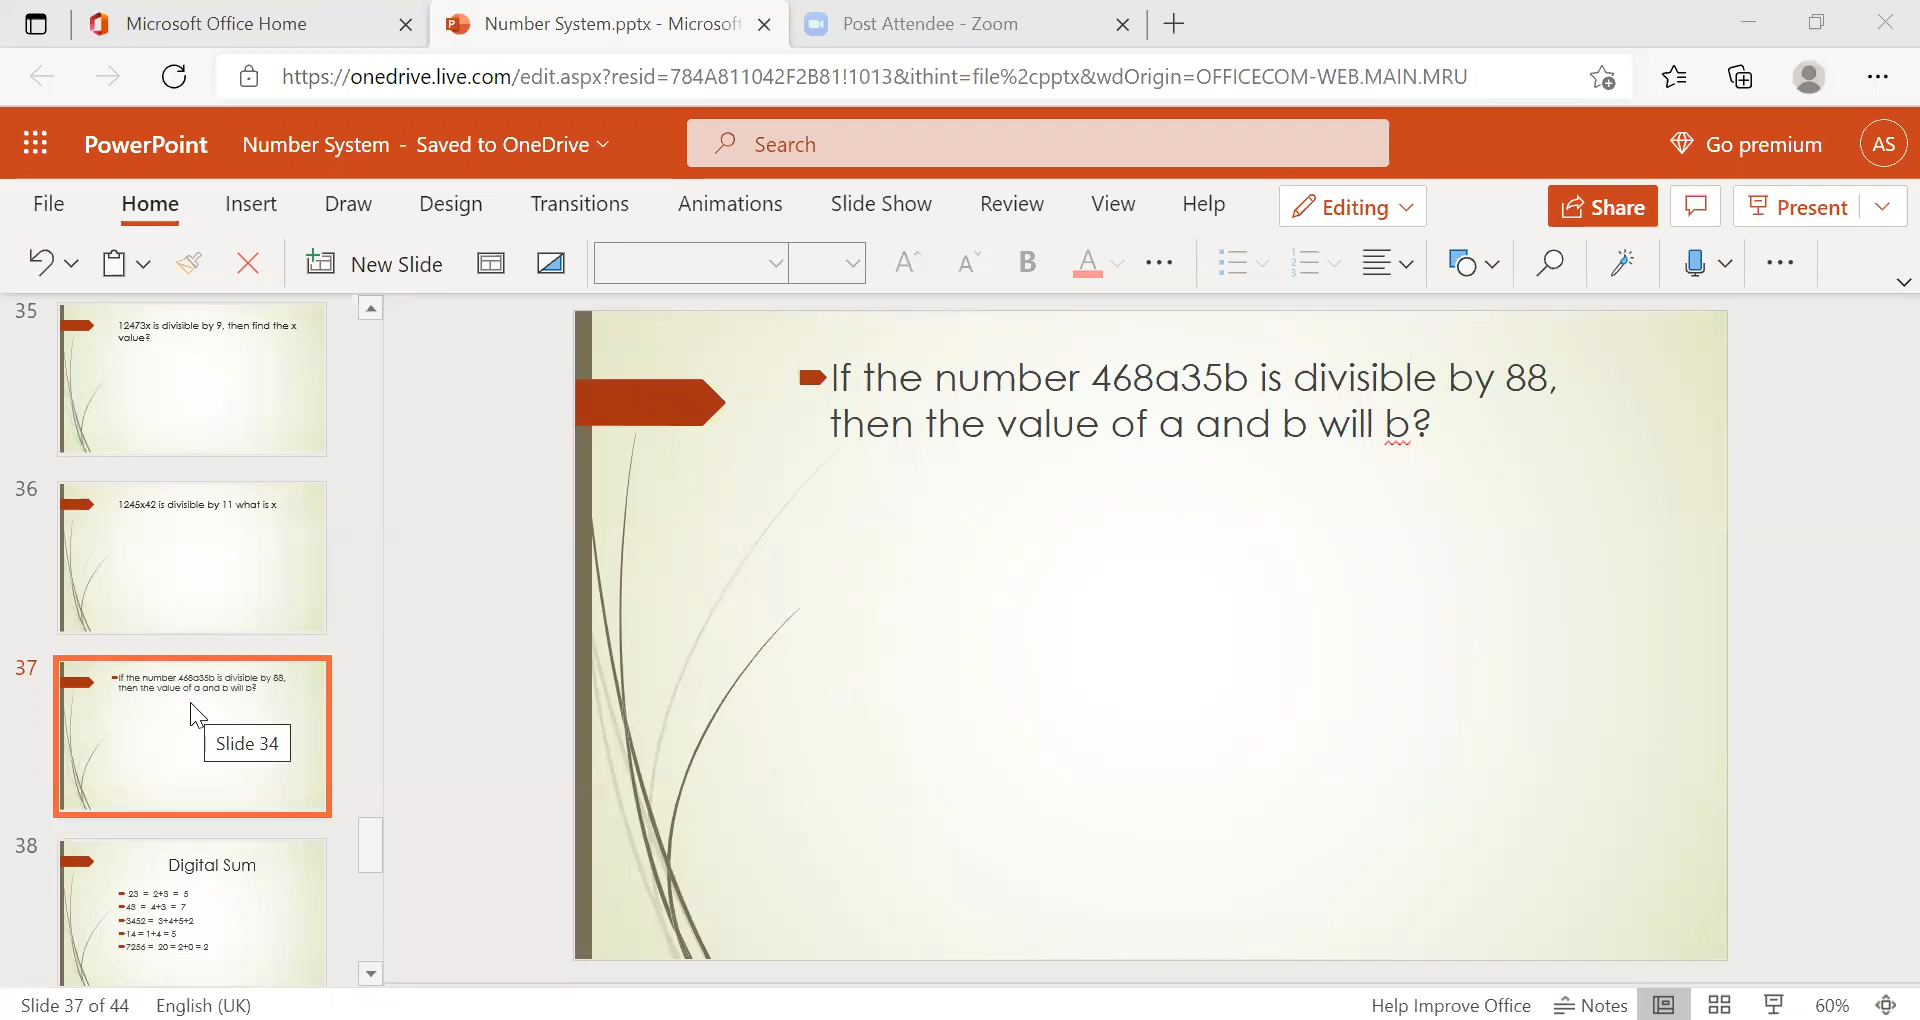 Microsoft Office Home
Number System.pptx - Microsoft
Post Attendee - Zoom
https://onedrive.live.com/edit.aspx?resid=784A811042F2B81!1013&ithint=file%2cpptx&wdOrigin=OFFICECOM-WEB.MAIN.MRU
PowerPoint Number System - Saved to OneDrive
Search
Go premium
AS
File Home Insert Draw Design Transitions Animations Slide Show Review View Help
Editing
Share
Present
New Slide
35
12473x is divisible by 9, then find the x
value?
36
1245x42 is divisible by 11 what is x
37
If the number 468a35b is divisible by 88,
then the value of a and b will b?
Slide 34
38
Digital Sum
23 = 2+3 = 5
43 = 4+3 = 7
3452 = 3+4+5+2
14 = 1+4 = 5
7256 = 20 = 2+0 = 2
If the number 468a35b is divisible by 88,
then the value of a and b will b?
Slide 37 of 44 English (UK)
Help Improve Office Notes 60%